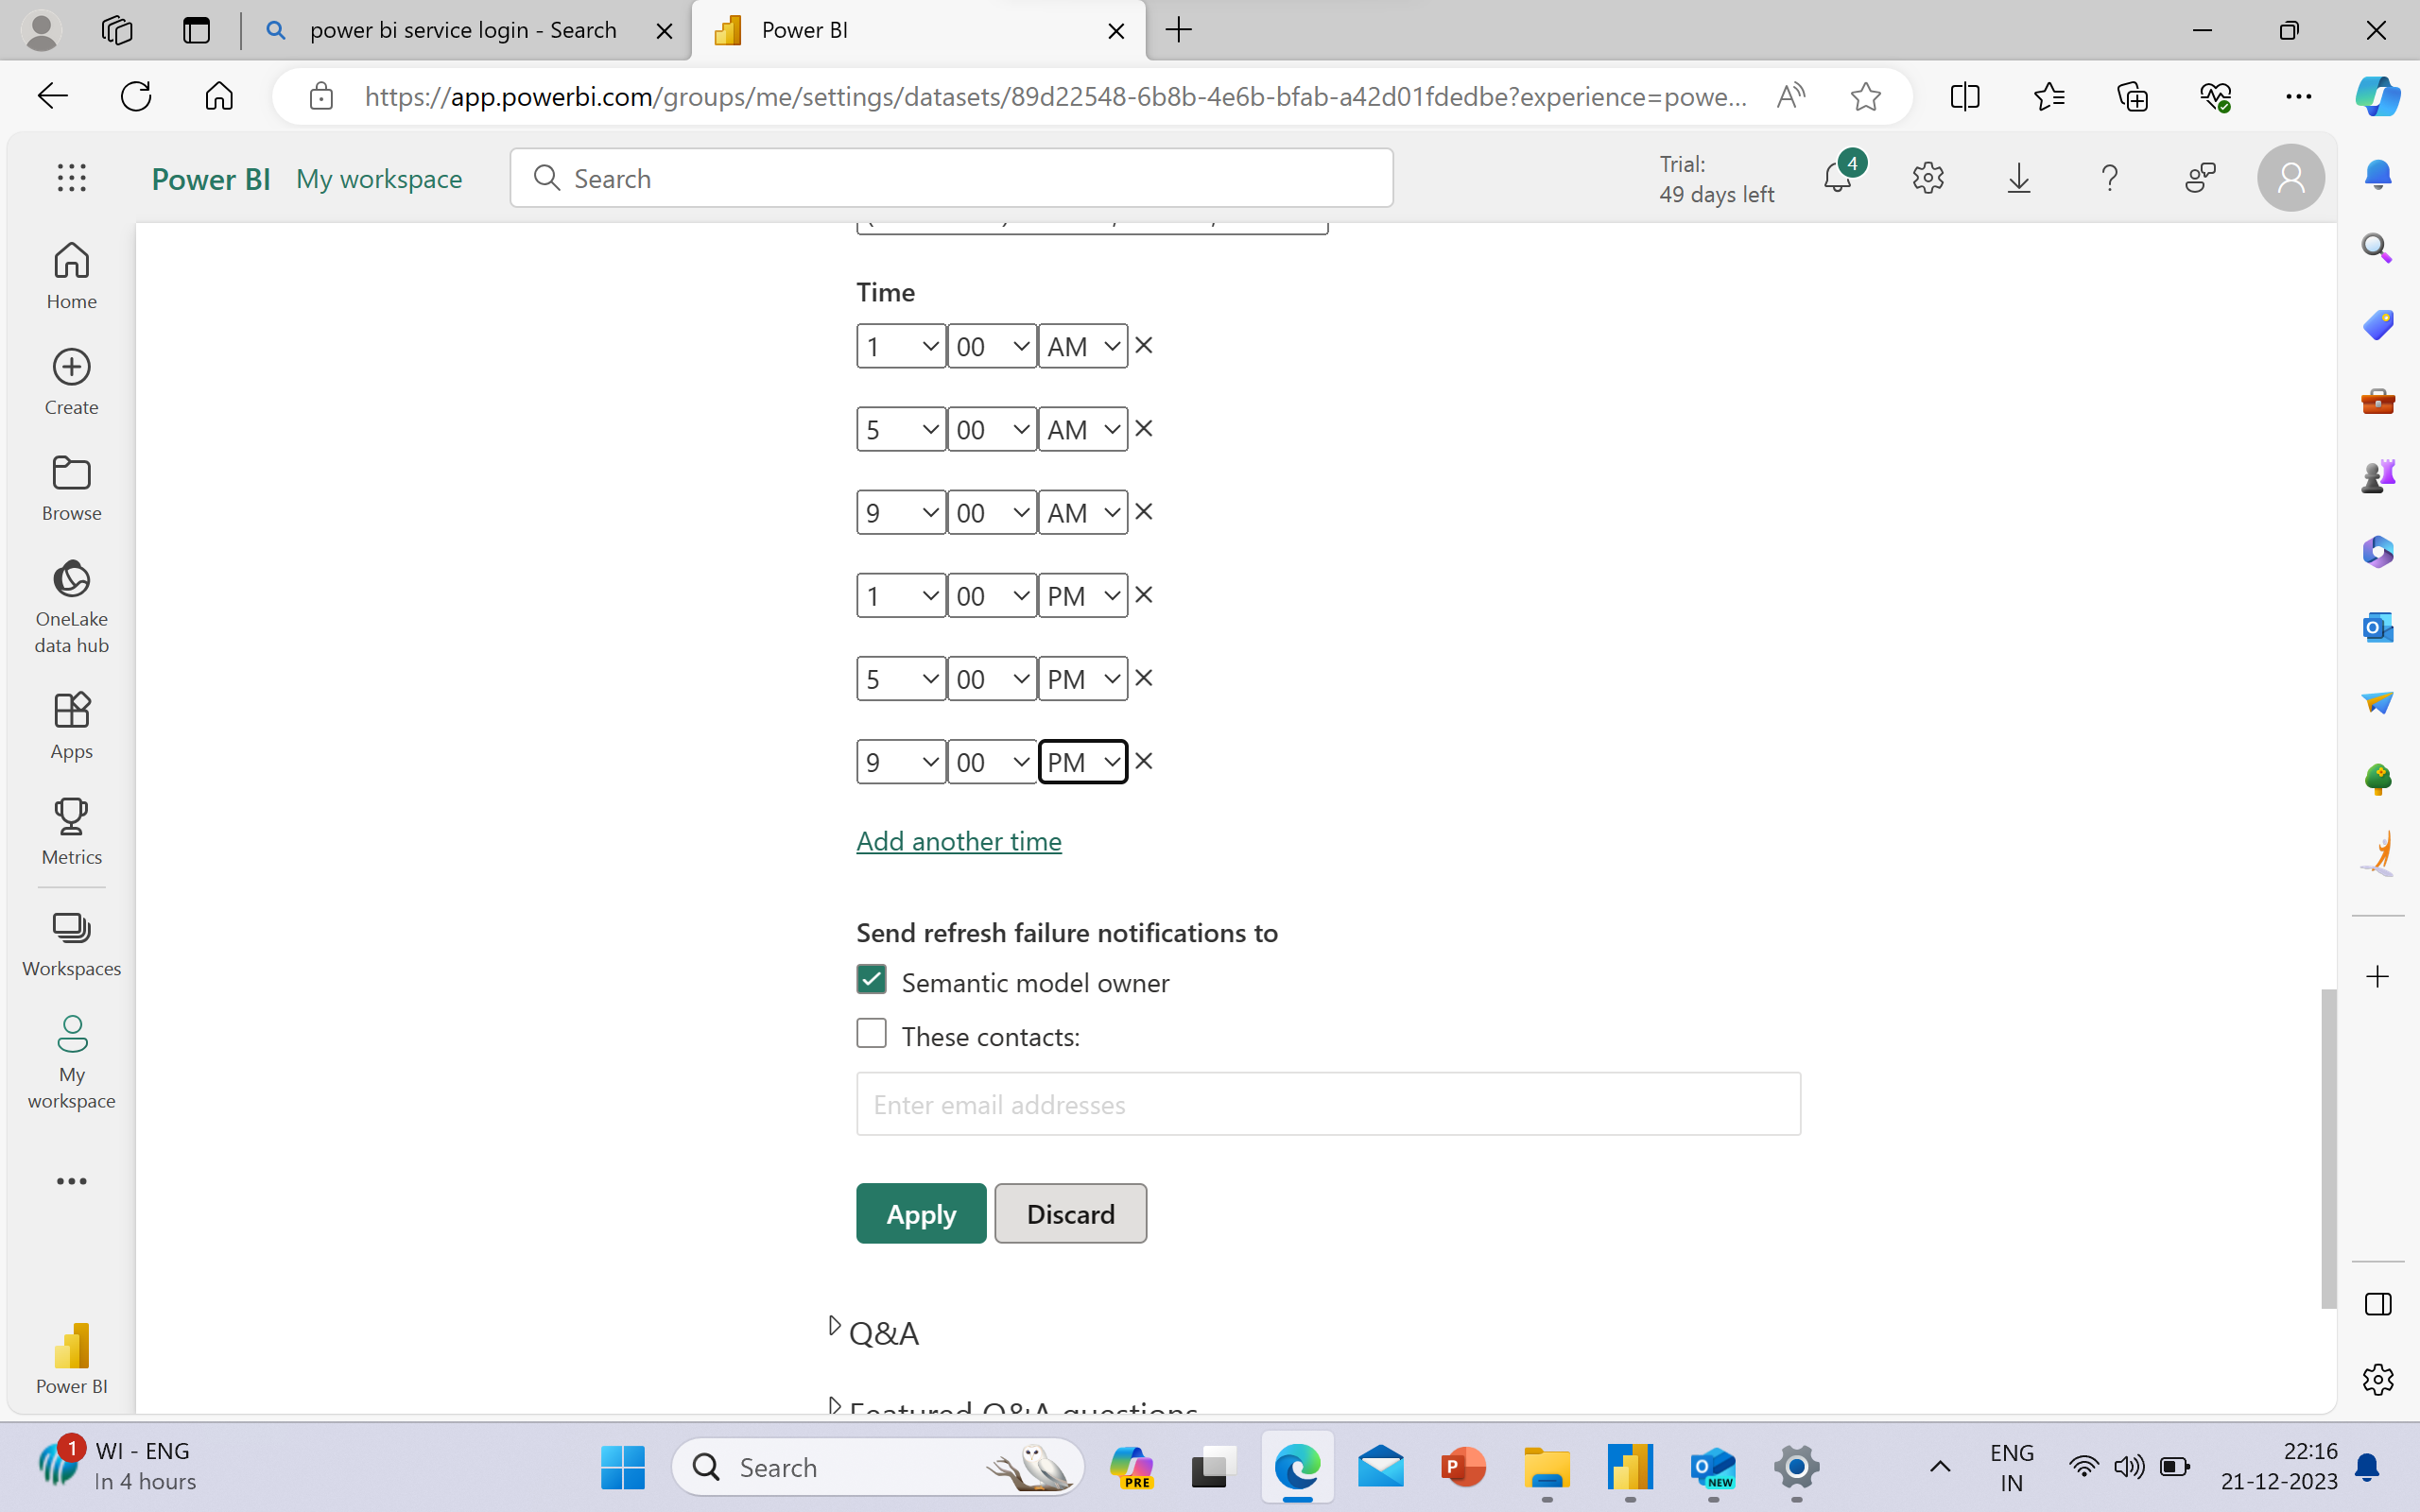 power bi service login - Search
Power BI
https://app.powerbi.com/groups/me/settings/datasets/89d22548-6b8b-4e6b-bfab-a42d01fdedbe?experience=powe...
Power BI My workspace
Search
Trial:
49 days left
4
Home
Create
Browse
OneLake
data hub
Apps
Metrics
Workspaces
My
workspace
Power BI
Time
1 00 AM
5 00 AM
9 00 AM
1 00 PM
5 00 PM
9 00 PM
Add another time
Send refresh failure notifications to
Semantic model owner
These contacts:
Enter email addresses
Apply Discard
Q&A
Featured Q&A questions
1
WI - ENG
In 4 hours
Search
PRE
NEW
ENG
IN
22:16
21-12-2023